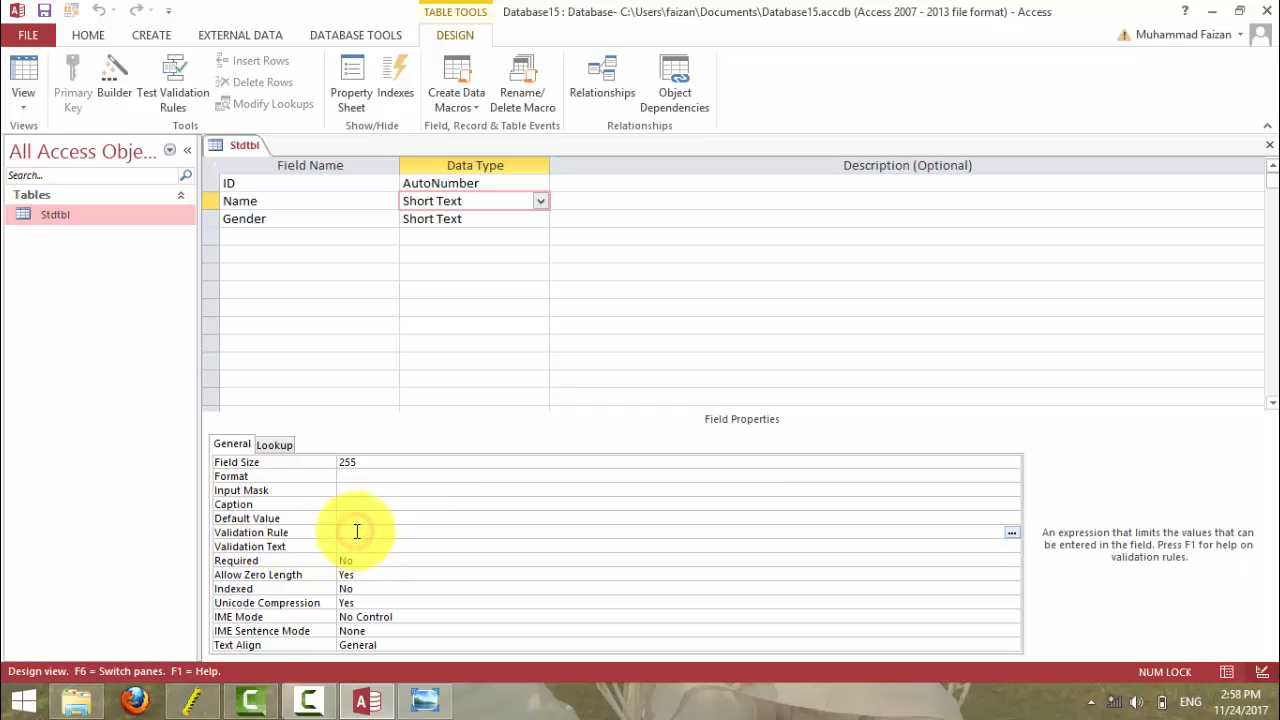 TABLE TOOLS
Database15 : Database- C:\Users\faizan\Documents\Database15.accdb (Access 2007 - 2013 file format) - Access
?
FILE HOME CREATE EXTERNAL DATA DATABASE TOOLS DESIGN
Muhammad Faizan
View
Primary Key
Builder
Test Validation Rules
Insert Rows
Delete Rows
Modify Lookups
Property Sheet
Indexes
Create Data Macros
Rename/ Delete Macro
Relationships
Object Dependencies
Views Tools Show/Hide Field, Record & Table Events Relationships
All Access Obje...
Search...
Tables
Stdtbl
Stdtbl
Field Name Data Type Description (Optional)
ID AutoNumber
Name Short Text
Gender Short Text
Field Properties
General Lookup
Field Size 255
Format
Input Mask
Caption
Default Value
Validation Rule ...
Validation Text
Required No
Allow Zero Length Yes
Indexed No
Unicode Compression Yes
IME Mode No Control
IME Sentence Mode None
Text Align General
An expression that limits the values that can
be entered in the field. Press F1 for help on
validation rules.
Design view. F6 = Switch panes. F1 = Help.
NUM LOCK
ENG
2:58 PM
11/24/2017